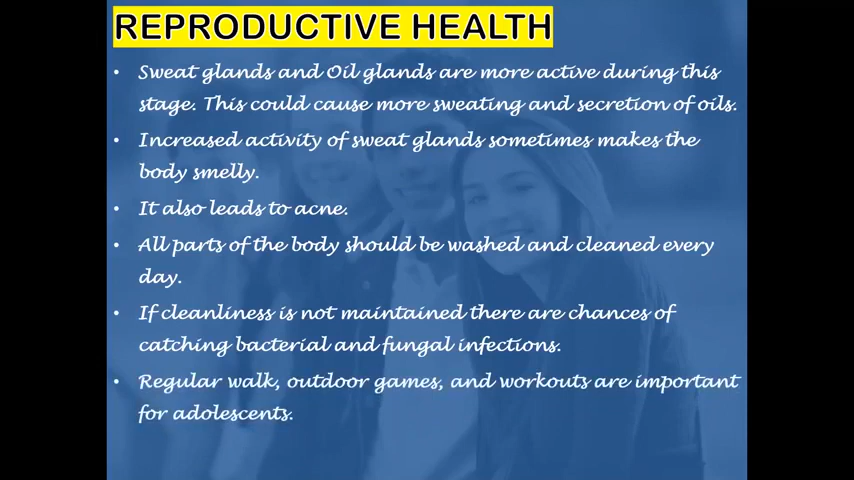 REPRODUCTIVE HEALTH
• Sweat glands and Oil glands are more active during this
stage. This could cause more sweating and secretion of oils.
• Increased activity of sweat glands sometimes makes the
body smelly.
• It also leads to acne.
• All parts of the body should be washed and cleaned every
day.
• If cleanliness is not maintained there are chances of
catching bacterial and fungal infections.
• Regular walk, outdoor games, and workouts are important
for adolescents.